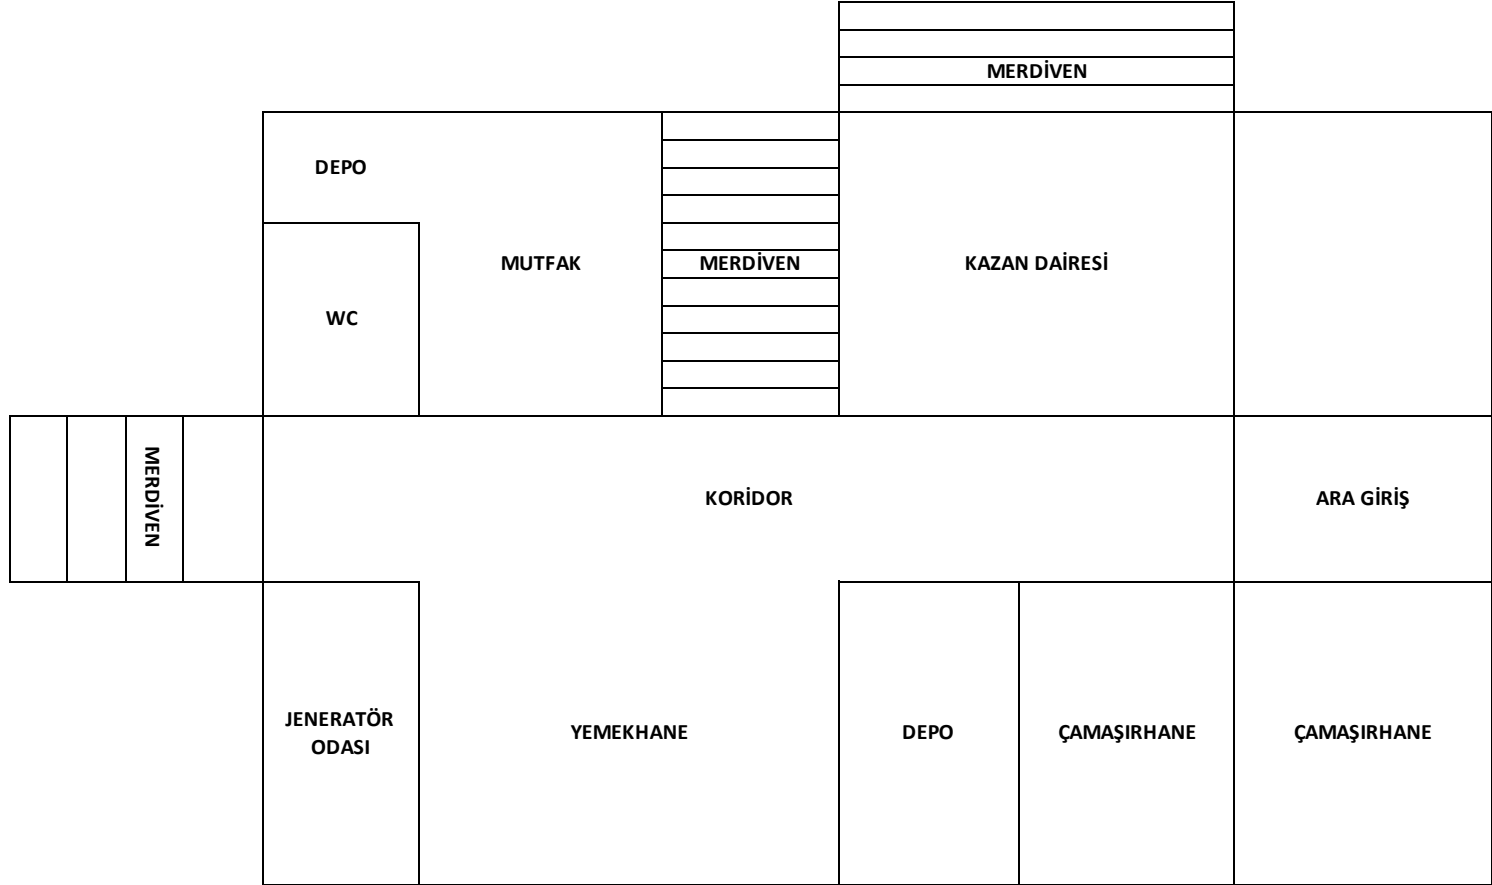 MERDİVEN
DEPO
MUTFAK
MERDİVEN
KAZAN DAİRESİ
WC
MERDİVEN
KORİDOR
ARA GİRİŞ
JENERATÖR
ODASI
YEMEKHANE
DEPO
ÇAMAŞIRHANE
ÇAMAŞIRHANE